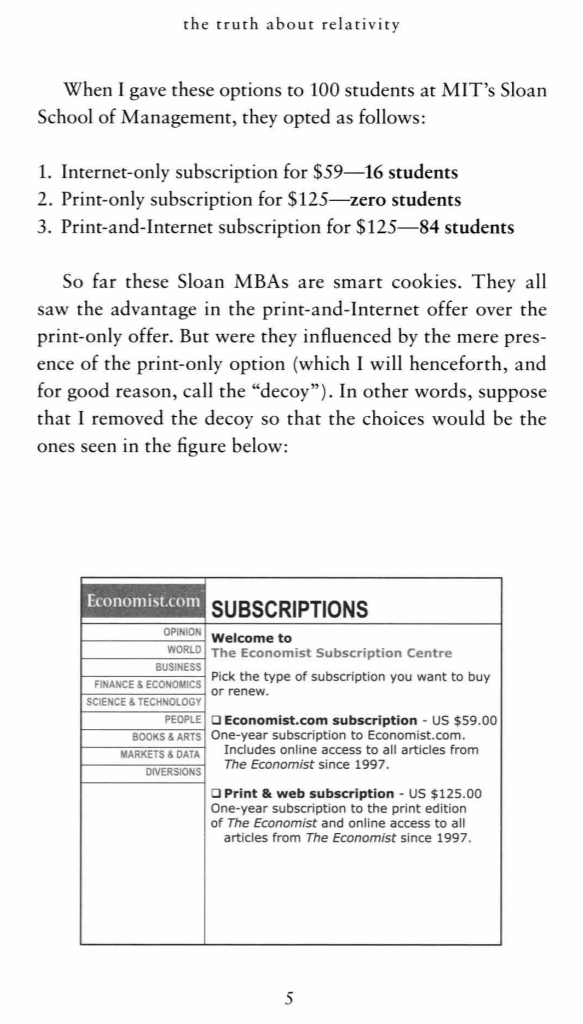 the truth about relativity
When I gave these options to 100 students at MIT's Sloan
School of Management, they opted as follows:
1. Internet-only subscription for $59—16 students
2. Print-only subscription for $125—zero students
3. Print-and-Internet subscription for $125—84 students
So far these Sloan MBAs are smart cookies. They all
saw the advantage in the print-and-Internet offer over the
print-only offer. But were they influenced by the mere pres-
ence of the print-only option (which I will henceforth, and
for good reason, call the “decoy”). In other words, suppose
that I removed the decoy so that the choices would be the
ones seen in the figure below:
Economist.com
OPINION
WORLD
BUSINESS
FINANCE & ECONOMICS
SCIENCE & TECHNOLOGY
PEOPLE
BOOKS & ARTS
MARKETS & DATA
DIVERSIONS
SUBSCRIPTIONS
Welcome to
The Economist Subscription Centre
Pick the type of subscription you want to buy
or renew.
❑ Economist.com subscription - US $59.00
One-year subscription to Economist.com.
Includes online access to all articles from
The Economist since 1997.
❑ Print & web subscription - US $125.00
One-year subscription to the print edition
of The Economist and online access to all
articles from The Economist since 1997.
5